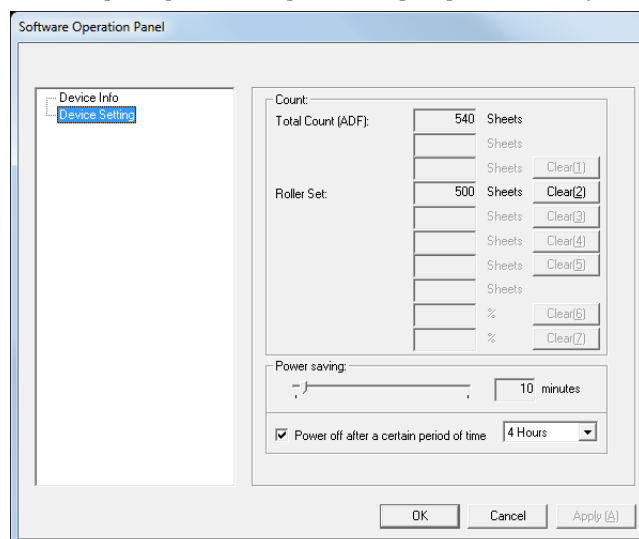 Software Operation Panel
Device Info
Device Setting
Count:
Total Count (ADF): 540 Sheets
Sheets
Sheets Clear(1)
Roller Set: 500 Sheets Clear(2)
Sheets Clear(3)
Sheets Clear(4)
Sheets Clear(5)
Sheets
% Clear(6)
% Clear(7)
Power saving:
10 minutes
Power off after a certain period of time 4 Hours
OK Cancel Apply (A)